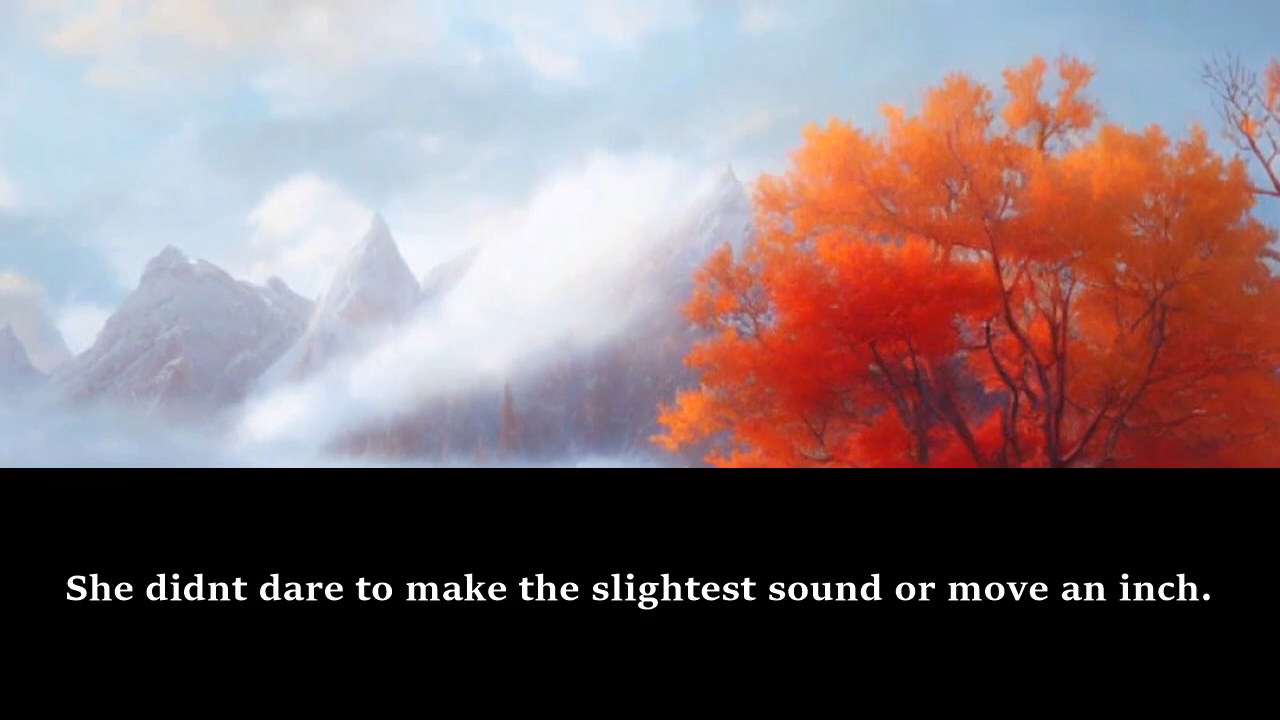 She didnt dare to make the slightest sound or move an inch.